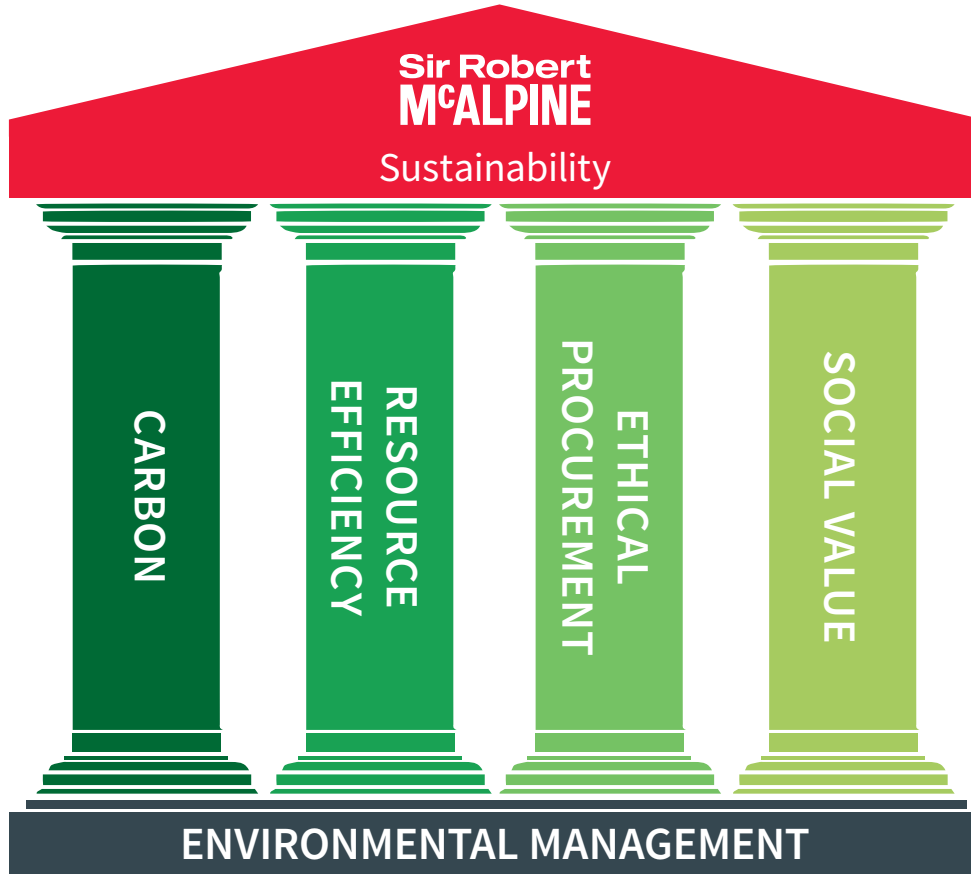 Sir Robert
McALPINE
Sustainability
CARBON
RESOURCE
EFFICIENCY
ETHICAL
PROCUREMENT
SOCIAL VALUE
ENVIRONMENTAL MANAGEMENT